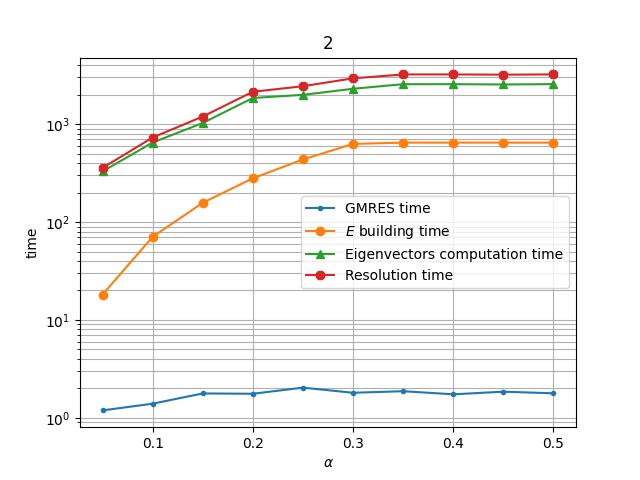 2
time
10^3
10^2
10^1
10^0
GMRES time
E building time
Eigenvectors computation time
Resolution time
0.1 0.2 0.3 0.4 0.5
α